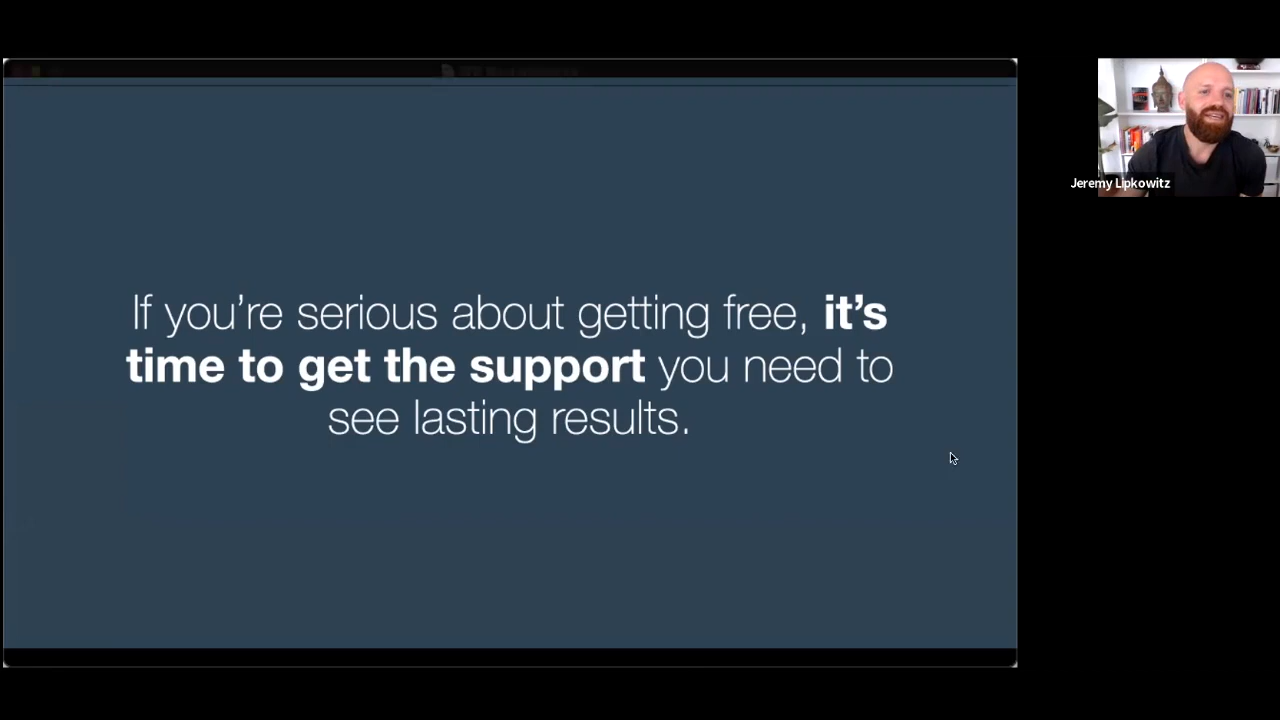 If you’re serious about getting free, it’s
time to get the support you need to
see lasting results.
Jeremy Lipkowitz